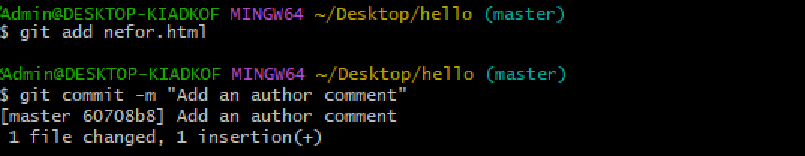 Admin@DESKTOP-KIADKOF MINGW64 ~/Desktop/hello (master)
$ git add nefor.html
Admin@DESKTOP-KIADKOF MINGW64 ~/Desktop/hello (master)
$ git commit -m "Add an author comment"
[master 60708b8] Add an author comment
 1 file changed, 1 insertion(+)